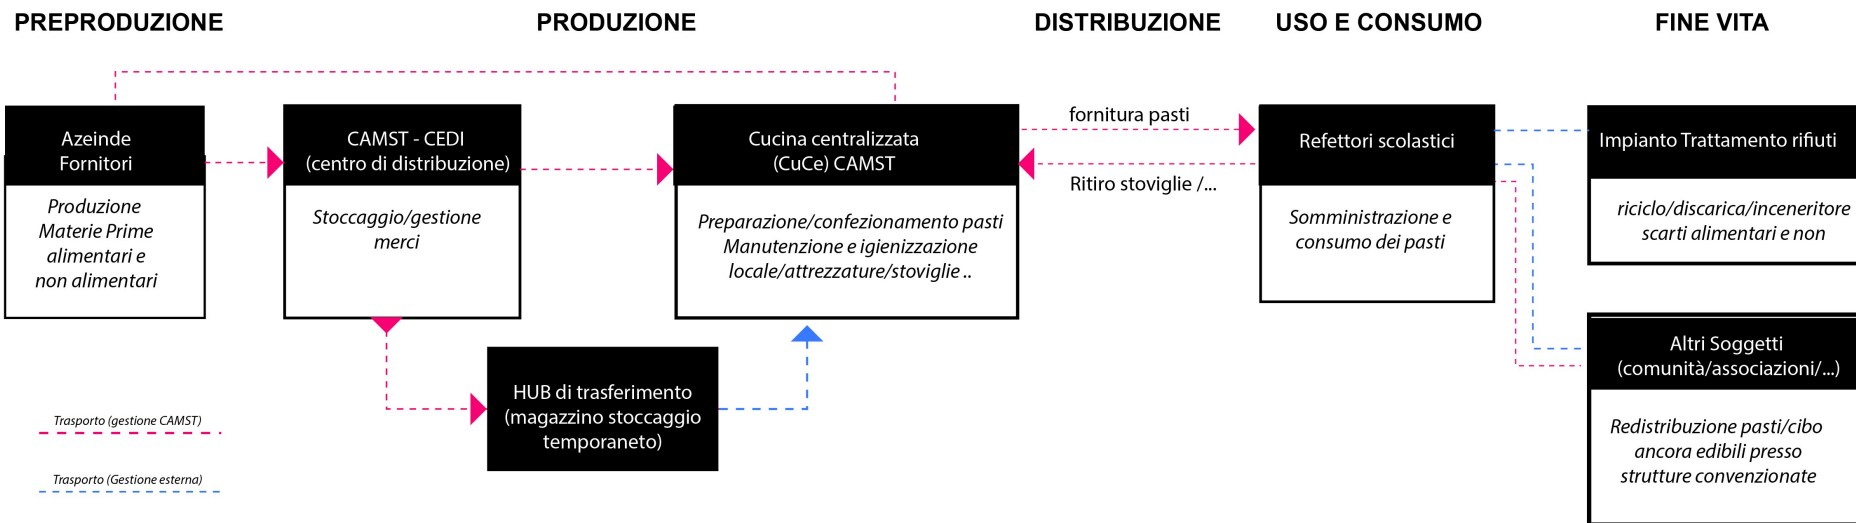 PREPRODUZIONE
PRODUZIONE
DISTRIBUZIONE
USO E CONSUMO
FINE VITA
Azeinde
Fornitori
Produzione
Materie Prime
alimentari e
non alimentari
CAMST - CEDI
(centro di distribuzione)
Stoccaggio/gestione
merci
Cucina centralizzata
(CuCe) CAMST
Preparazione/confezionamento pasti
Manutenzione e igienizzazione
locale/attrezzature/stoviglie ..
fornitura pasti
Ritiro stoviglie /...
Refettori scolastici
Somministrazione e
consumo dei pasti
Impianto Trattamento rifiuti
riciclo/discarica/inceneritore
scarti alimentari e non
Altri Soggetti
(comunità/associazioni/...)
Redistribuzione pasti/cibo
ancora edibili presso
strutture convenzionate
HUB di trasferimento
(magazzino stoccaggio
temporaneto)
Trasporto (gestione CAMST)
Trasporto (Gestione esterna)